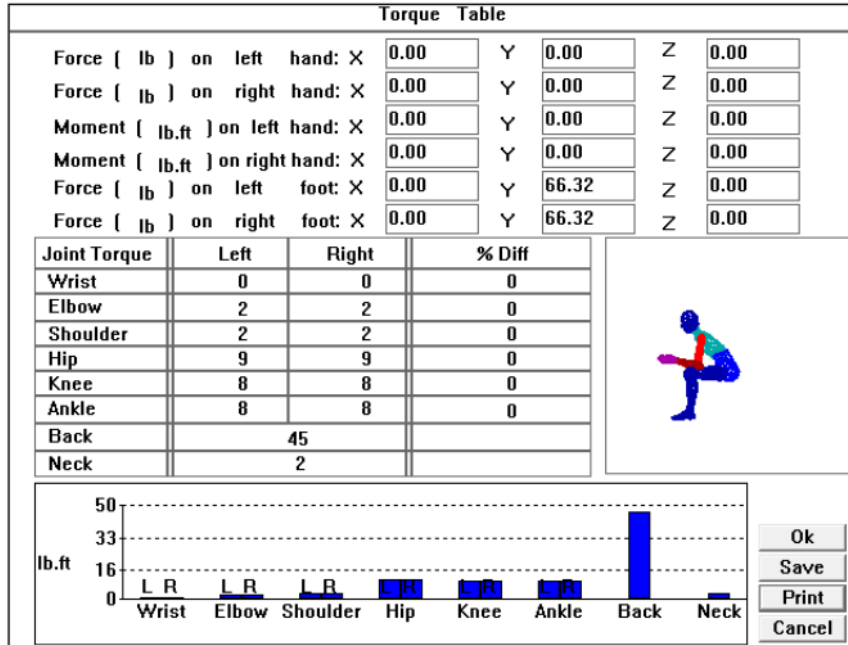 Torque Table
Force ( lb ) on left hand: X 0.00 Y 0.00 Z 0.00
Force ( lb ) on right hand: X 0.00 Y 0.00 Z 0.00
Moment ( lb.ft ) on left hand: X 0.00 Y 0.00 Z 0.00
Moment ( lb.ft ) on right hand: X 0.00 Y 0.00 Z 0.00
Force ( lb ) on left foot: X 0.00 Y 66.32 Z 0.00
Force ( lb ) on right foot: X 0.00 Y 66.32 Z 0.00
Joint Torque Left Right % Diff
Wrist 0 0 0
Elbow 2 2 0
Shoulder 2 2 0
Hip 9 9 0
Knee 8 8 0
Ankle 8 8 0
Back 45
Neck 2
50
33
lb.ft
16
0
L R L R L R L R L R L R
Wrist Elbow Shoulder Hip Knee Ankle Back Neck
Ok
Save
Print
Cancel